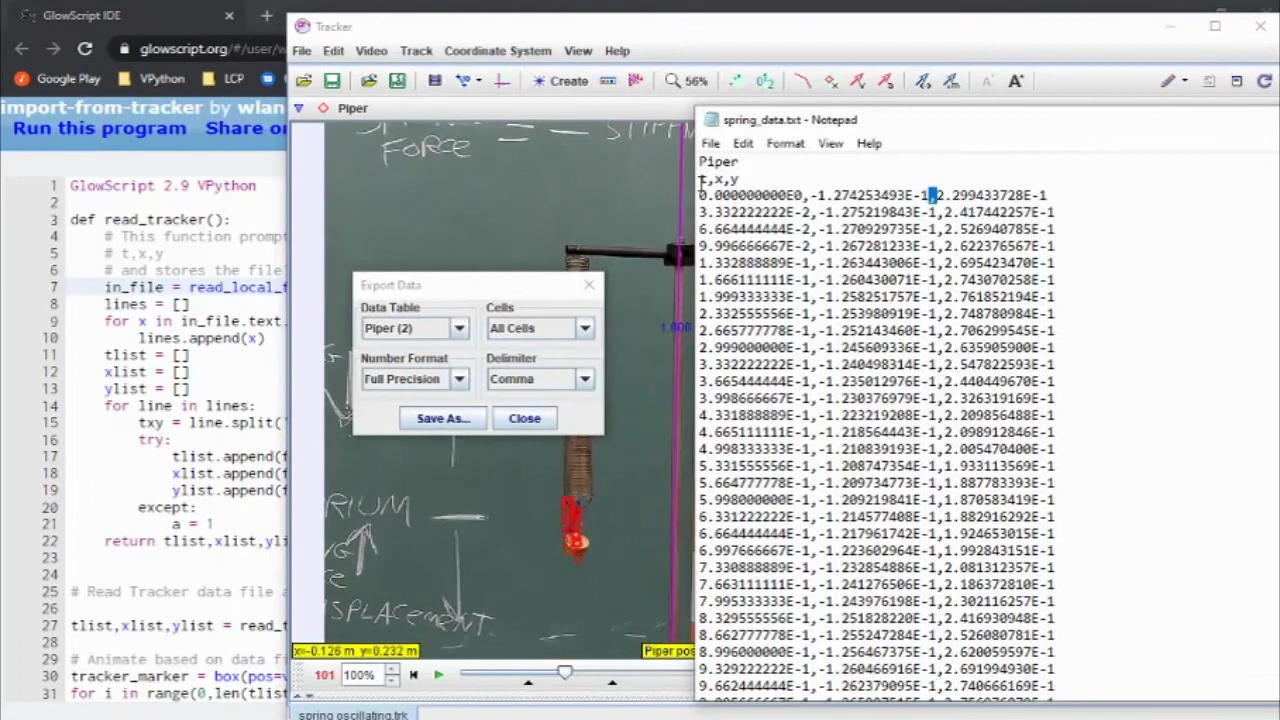 GlowScript IDE
glowscript.org/#/user/w
Google Play
VPython
LCP
import-from-tracker by wlan
Run this program Share or
1 GlowScript 2.9 VPython
2
3 def read_tracker():
4 # This function promp
5 # t,x,y
6 # and stores the file
7 in_file = read_local_f
8 lines = []
9 for x in in_file.text.
10 lines.append(x)
11 tlist = []
12 xlist = []
13 ylist = []
14 for line in lines:
15 txy = line.split('
16 try:
17 tlist.append(f
18 xlist.append(f
19 ylist.append(f
20 except:
21 a = 1
22 return tlist,xlist,yli
23
24
25 # Read Tracker data file a
26
27 tlist,xlist,ylist = read_t
28
29 # Animate based on data fi
30 tracker_marker = box(pos=v
31 for i in range(0,len(tlist
Tracker
File Edit Video Track Coordinate System View Help
Create
56%
Piper
FORCE = - STIFFN
RIUM
SPLACEMENT
1.000
Export Data
Data Table
Cells
Piper (2)
All Cells
Number Format
Delimiter
Full Precision
Comma
Save As...
Close
x=-0.126 m y=0.232 m
Piper pos
101 100%
spring oscillating.trk
spring_data.txt - Notepad
File Edit Format View Help
Piper
t,x,y
0.000000000E0,-1.274253493E-1,2.299433728E-1
3.332222222E-2,-1.275219843E-1,2.417442257E-1
6.664444444E-2,-1.270929735E-1,2.526940785E-1
9.996666667E-2,-1.267281233E-1,2.622376567E-1
1.332888889E-1,-1.263443006E-1,2.695423470E-1
1.666111111E-1,-1.260430071E-1,2.743070258E-1
1.999333333E-1,-1.258251757E-1,2.761852194E-1
2.332555556E-1,-1.253980919E-1,2.748780984E-1
2.665777778E-1,-1.252143460E-1,2.706299545E-1
2.999000000E-1,-1.245609336E-1,2.635905900E-1
3.332222222E-1,-1.240498314E-1,2.547822593E-1
3.665444444E-1,-1.235012976E-1,2.440449670E-1
3.998666667E-1,-1.230379079E-1,2.326319169E-1
4.331888889E-1,-1.223219208E-1,2.209856488E-1
4.665111111E-1,-1.218564443E-1,2.098912846E-1
4.998333333E-1,-1.210839193E-1,2.005470400E-1
5.331555556E-1,-1.208747354E-1,1.933113569E-1
5.664777778E-1,-1.209734773E-1,1.887783393E-1
5.998000000E-1,-1.209219841E-1,1.870583419E-1
6.331222222E-1,-1.214577408E-1,1.882916292E-1
6.664444444E-1,-1.217961742E-1,1.924653015E-1
6.997666667E-1,-1.223602964E-1,1.992843151E-1
7.330888889E-1,-1.232854886E-1,2.081312357E-1
7.664111111E-1,-1.241276506E-1,2.186372810E-1
7.995333333E-1,-1.243976198E-1,2.302116257E-1
8.329555556E-1,-1.251828220E-1,2.416930948E-1
8.662777778E-1,-1.255247284E-1,2.526080781E-1
8.996000000E-1,-1.256467375E-1,2.620059597E-1
9.329222222E-1,-1.260466916E-1,2.691994930E-1
9.662444444E-1,-1.262379095E-1,2.740666169E-1